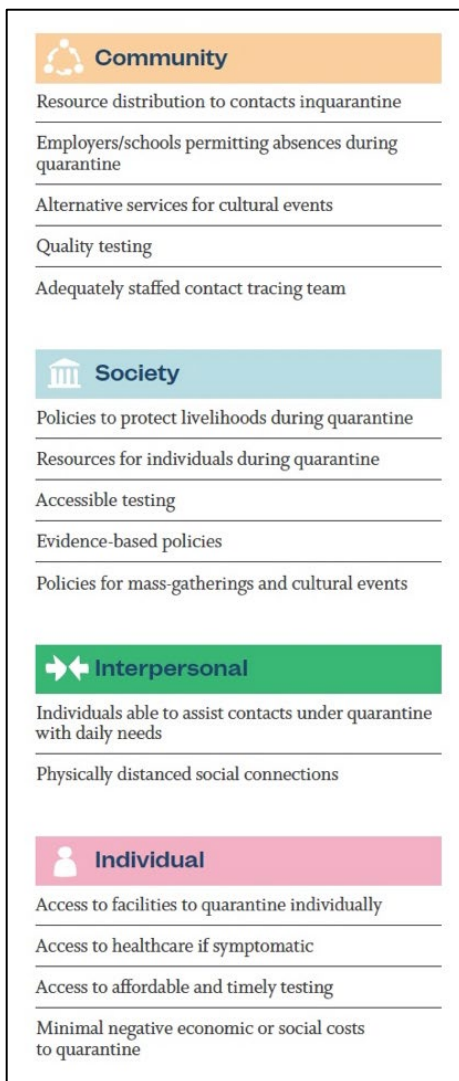 Community
Resource distribution to contacts inquarantine
Employers/schools permitting absences during
quarantine
Alternative services for cultural events
Quality testing
Adequately staffed contact tracing team
Society
Policies to protect livelihoods during quarantine
Resources for individuals during quarantine
Accessible testing
Evidence-based policies
Policies for mass-gatherings and cultural events
Interpersonal
Individuals able to assist contacts under quarantine
with daily needs
Physically distanced social connections
Individual
Access to facilities to quarantine individually
Access to healthcare if symptomatic
Access to affordable and timely testing
Minimal negative economic or social costs
to quarantine